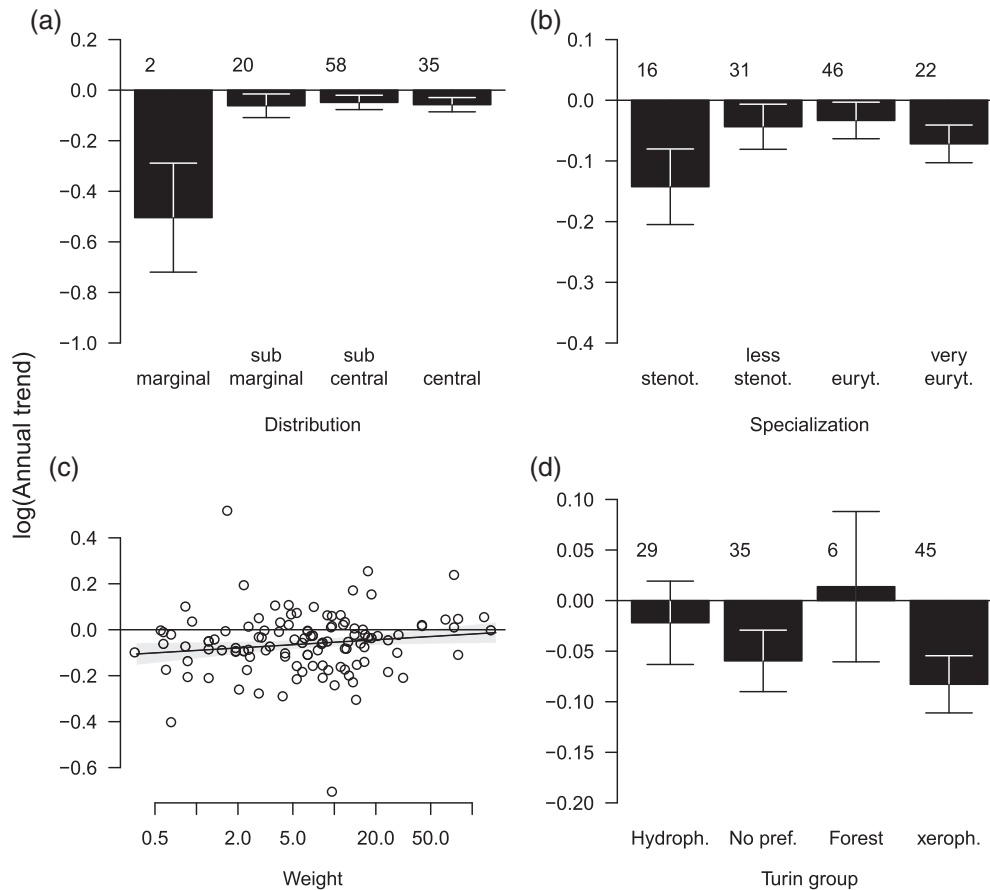 (a)
0.2
0.0
−0.2
−0.4
−0.6
−0.8
−1.0
2 20 58 35
marginal
sub
marginal
sub
central
central
Distribution
(b)
0.1
0.0
−0.1
−0.2
−0.3
−0.4
16 31 46 22
stenot.
less
stenot.
euryt.
very
euryt.
Specialization
log(Annual trend)
(c)
0.4
0.2
0.0
−0.2
−0.4
−0.6
0.5 2.0 5.0 20.0 50.0
Weight
(d)
0.10
0.05
0.00
−0.05
−0.10
−0.15
−0.20
29 35 6 45
Hydroph. No pref. Forest xeroph.
Turin group